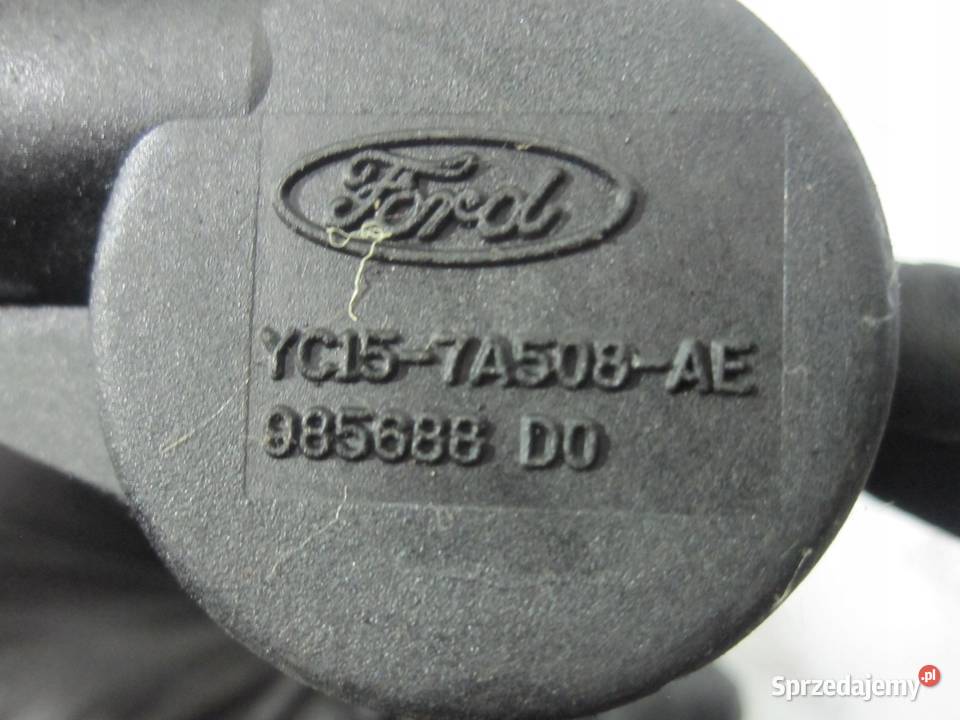 Ford
YC15-7A508-AE
985688 D0
Sprzedajemy.pl